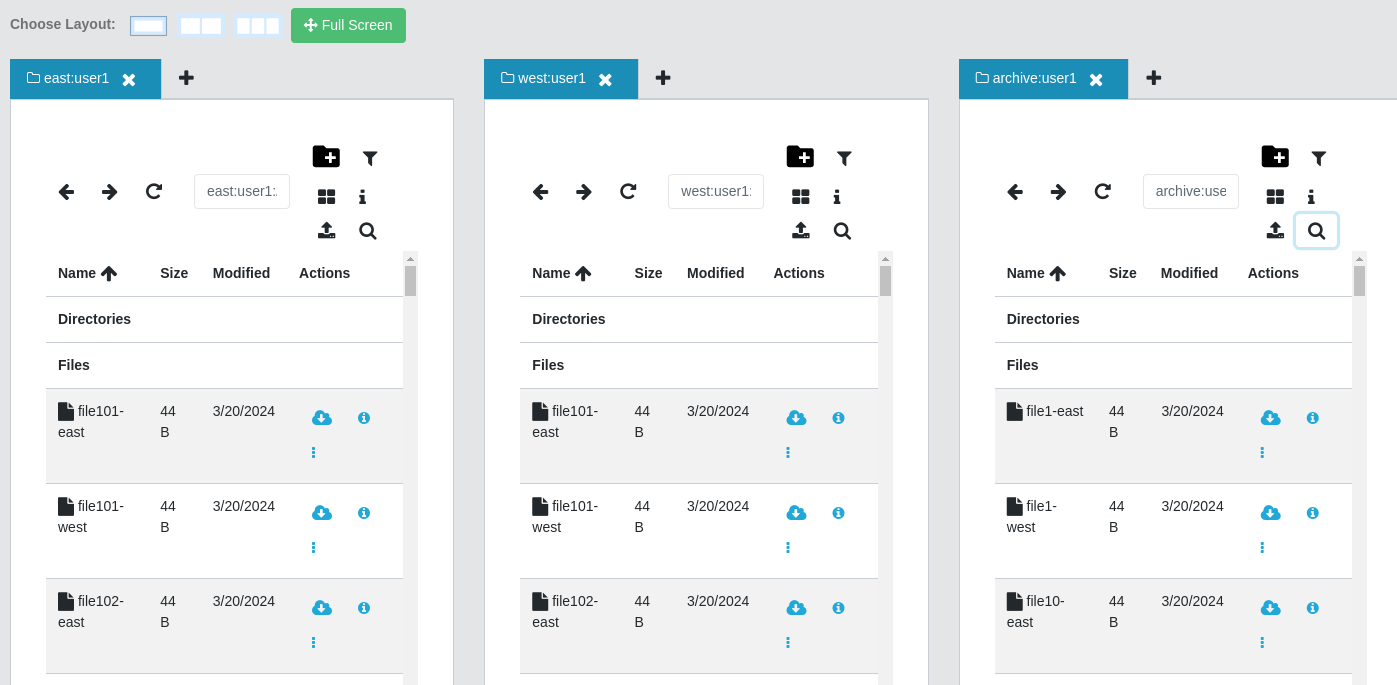 Choose Layout:
Full Screen
east:user1
west:user1
archive:user1
east:user1:
west:user1:
archive:use
Name Size Modified Actions
Directories
Files
file101-east 44 B 3/20/2024
file101-west 44 B 3/20/2024
file102-east 44 B 3/20/2024
Name Size Modified Actions
Directories
Files
file101-east 44 B 3/20/2024
file101-west 44 B 3/20/2024
file102-east 44 B 3/20/2024
Name Size Modified Actions
Directories
Files
file1-east 44 B 3/20/2024
file1-west 44 B 3/20/2024
file10-east 44 B 3/20/2024